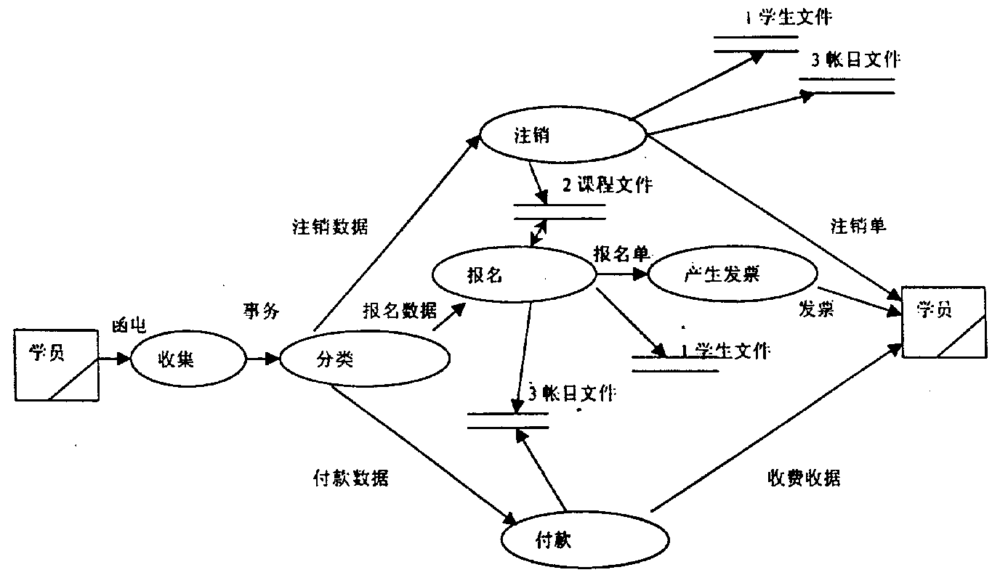 1 学生文件
3 帐目文件
注销
2 课程文件
注销数据
注销单
报名单
报名
产生发票
事务
报名数据
发票
学员
函电
学员
收集
分类
1 学生文件
3 帐目文件
付款数据
收费收据
付款